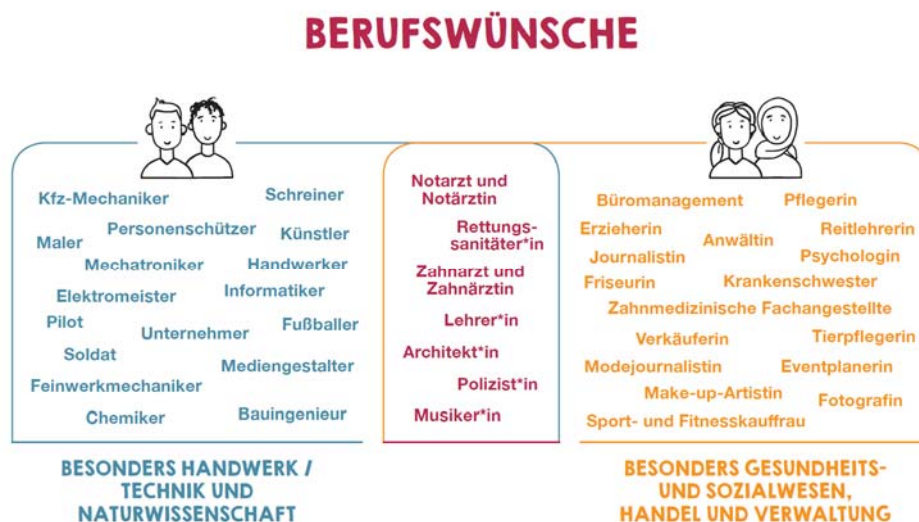 BERUFSWÜNSCHE
Kfz-Mechaniker
Schreiner
Personenschützer
Künstler
Maler
Mechatroniker
Handwerker
Elektromeister
Informatiker
Pilot
Unternehmer
Fußballer
Soldat
Mediengestalter
Feinwerkmechaniker
Chemiker
Bauingenieur
BESONDERS HANDWERK /
TECHNIK UND
NATURWISSENSCHAFT
Notarzt und
Notärztin
Rettungs-
sanitäter*in
Zahnarzt und
Zahnärztin
Lehrer*in
Architekt*in
Polizist*in
Musiker*in
Büromanagement
Pflegerin
Erzieherin
Reitlehrerin
Anwältin
Journalistin
Psychologin
Friseurin
Krankenschwester
Zahnmedizinische Fachangestellte
Verkäuferin
Tierpflegerin
Modejournalistin
Eventplanerin
Make-up-Artistin
Fotografin
Sport- und Fitnesskauffrau
BESONDERS GESUNDHEITS-
UND SOZIALWESEN,
HANDEL UND VERWALTUNG